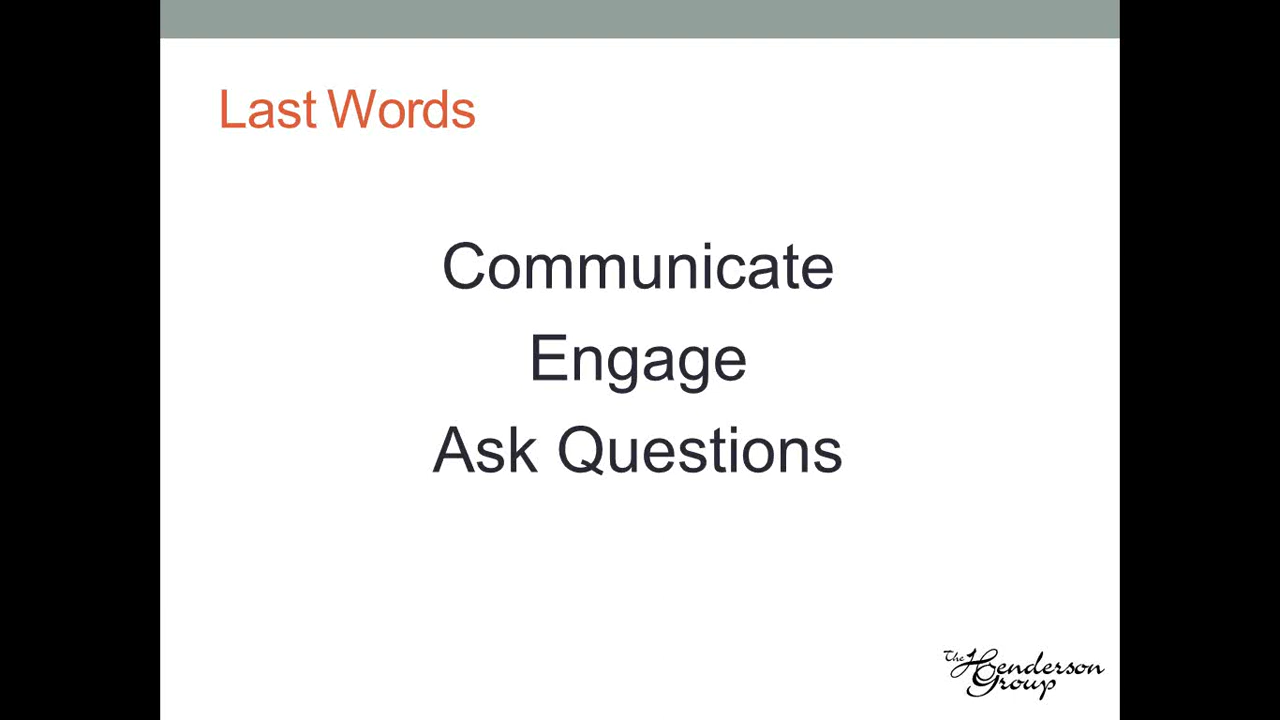 Last Words
Communicate
Engage
Ask Questions
The Henderson
Group